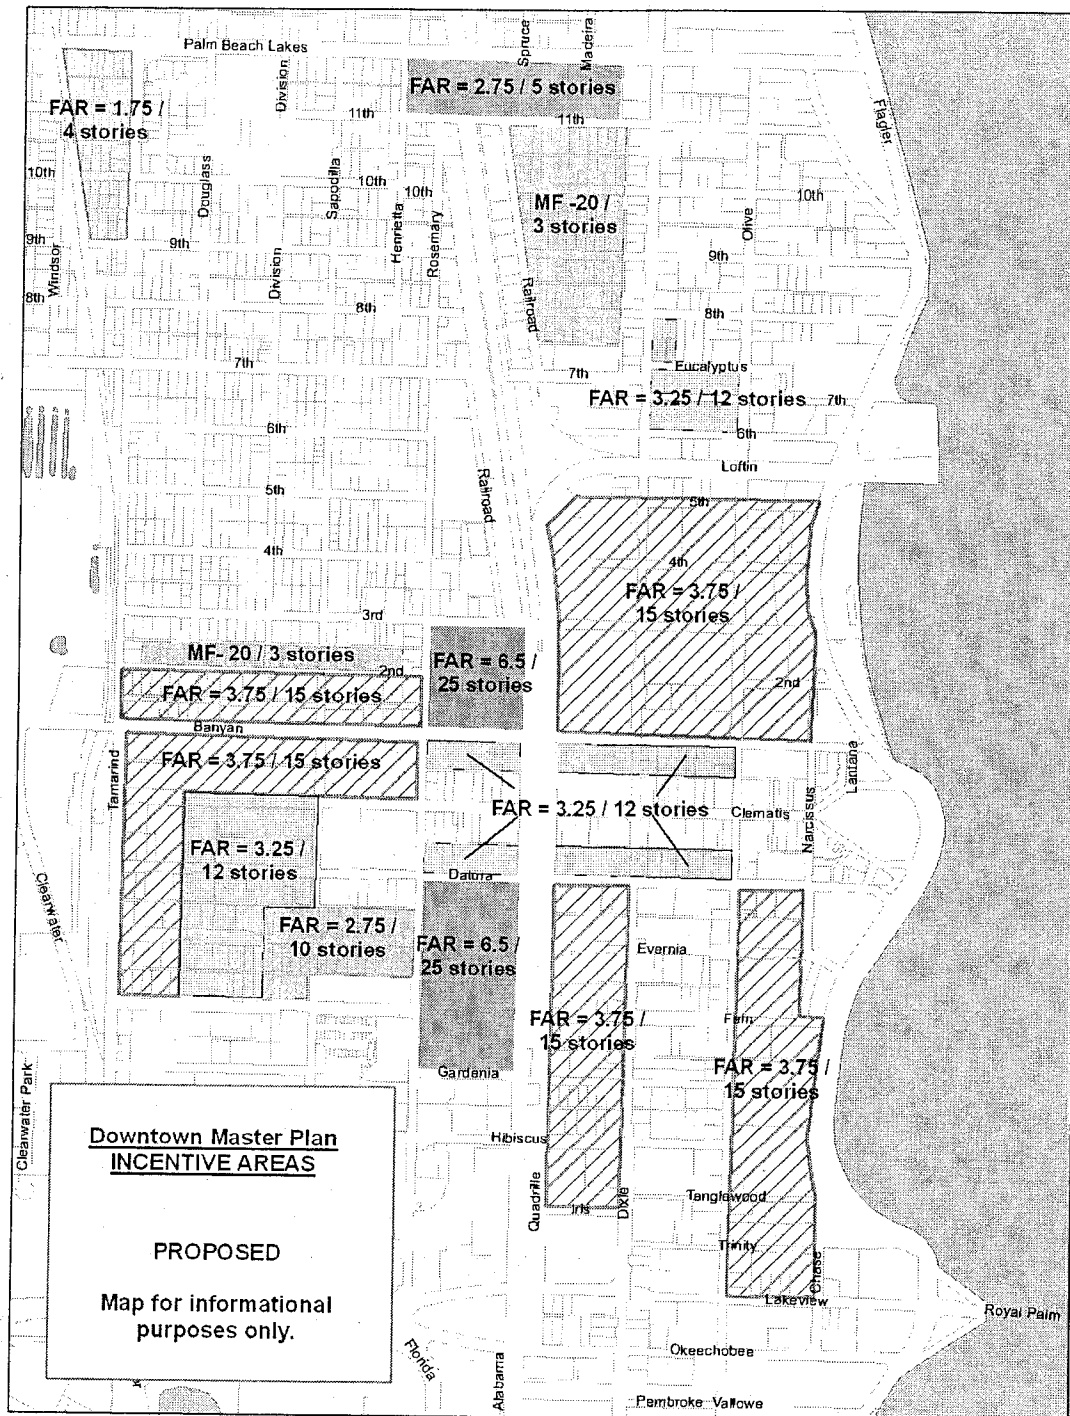 Palm Beach Lakes
Spruce
Madeira
Division
FAR = 2.75 / 5 stories
FAR = 1.75 /
4 stories
11th
11th
Flagler
10th
Douglass
Sapodilla
10th
10th
MF -20 /
3 stories
10th
Henrietta
Rosemary
Olive
9th
Windsor
9th
Division
9th
8th
8th
Railroad
8th
7th
7th
Eucalyptus
FAR = 3.25 / 12 stories
7th
6th
6th
Loftin
5th
Railroad
5th
4th
4th
FAR = 3.75 /
15 stories
3rd
MF- 20 / 3 stories
2nd
FAR = 6.5 /
25 stories
FAR = 3.75 / 15 stories
2nd
Banyan
Tamarind
FAR = 3.75 / 15 stories
Lantana
FAR = 3.25 / 12 stories
Clematis
Narcissus
FAR = 3.25 /
12 stories
Datura
Clearwater
FAR = 2.75 /
10 stories
FAR = 6.5 /
25 stories
Evernia
FAR = 3.75 /
15 stories
Fern
FAR = 3.75 /
15 stories
Gardenia
Clearwater Park
Downtown Master Plan
INCENTIVE AREAS
PROPOSED
Map for informational
purposes only.
Hibiscus
Quadrille
Iris
Dixie
Tanglewood
Trinity
Chase
Lakeview
Royal Palm
Florida
Alabama
Okeechobee
Pembroke
Vallowe